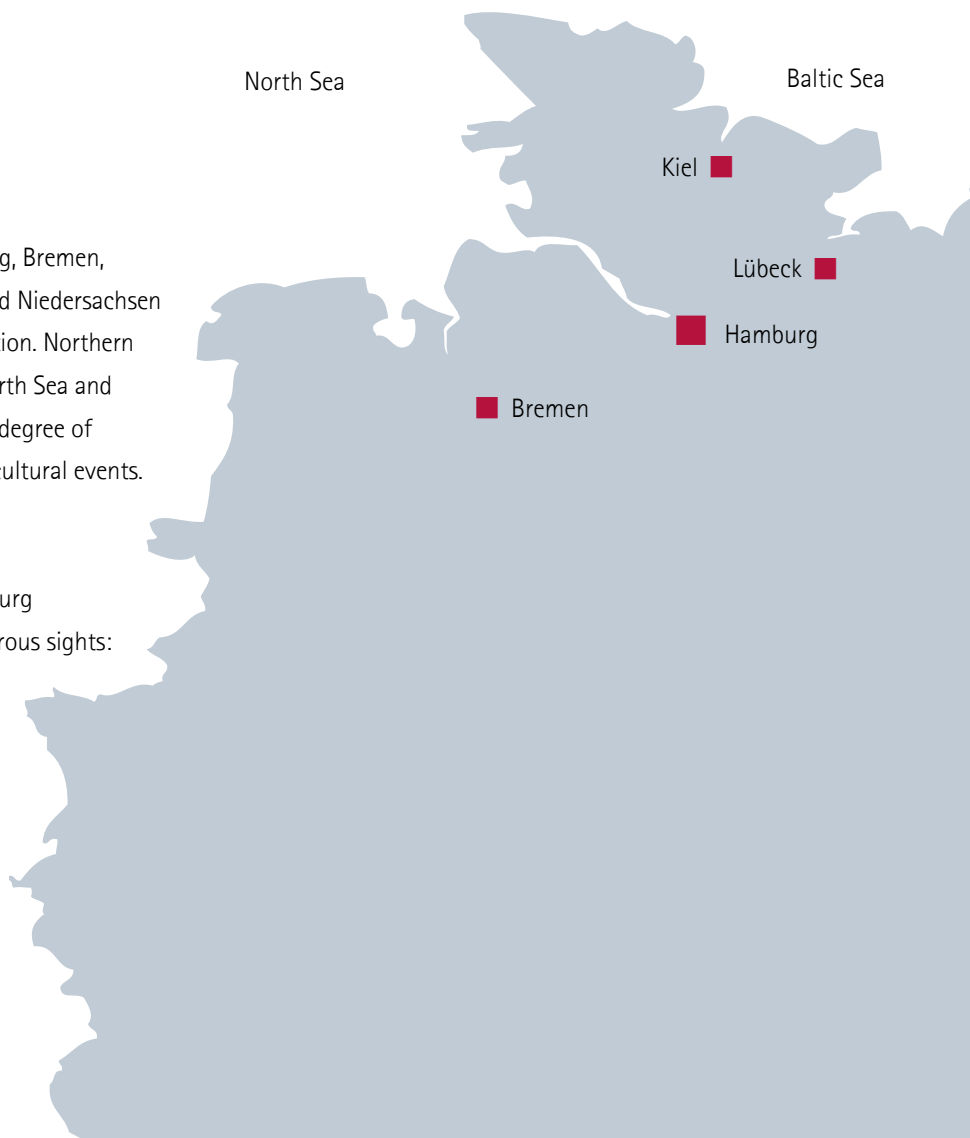 North Sea
Baltic Sea
Kiel
Lübeck
Hamburg
Bremen
g, Bremen,
d Niedersachsen
tion. Northern
rth Sea and
degree of
cultural events.
urg
rous sights: